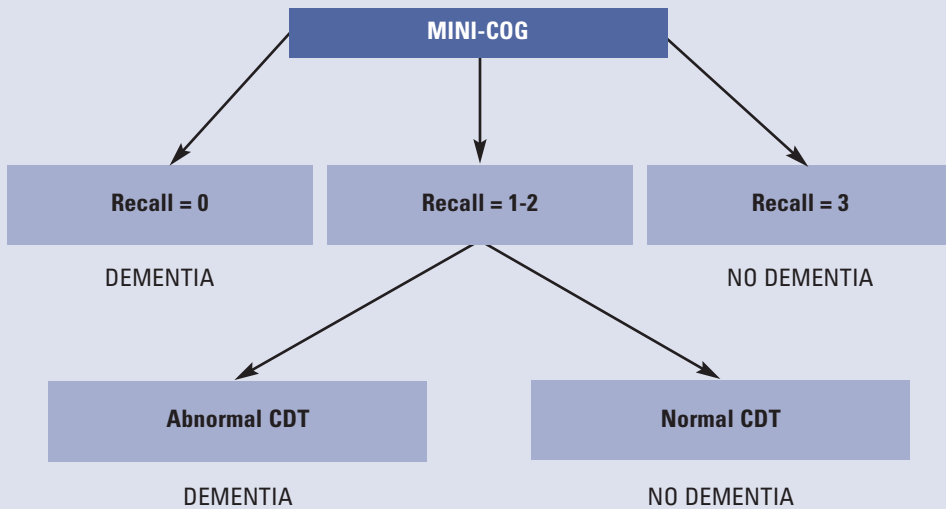 MINI-COG
Recall = 0
Recall = 1-2
Recall = 3
DEMENTIA
NO DEMENTIA
Abnormal CDT
Normal CDT
DEMENTIA
NO DEMENTIA